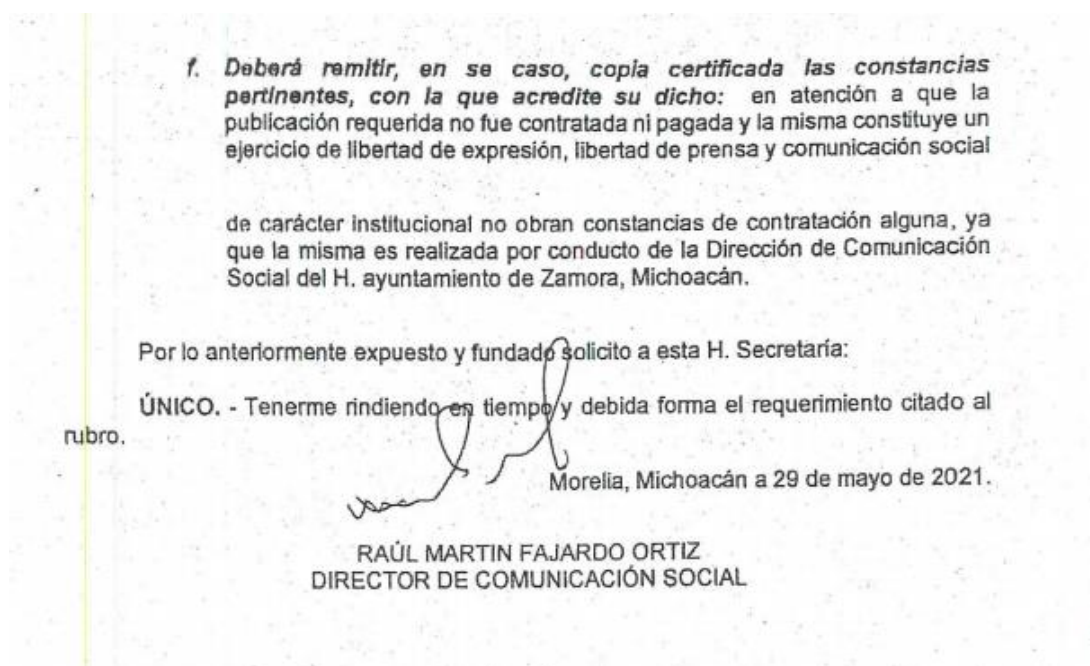 f. Deberá remitir, en se caso, copia certificada las constancias
pertinentes, con la que acredite su dicho: en atención a que la
publicación requerida no fue contratada ni pagada y la misma constituye un
ejercicio de libertad de expresión, libertad de prensa y comunicación social
de carácter institucional no obran constancias de contratación alguna, ya
que la misma es realizada por conducto de la Dirección de Comunicación
Social del H. ayuntamiento de Zamora, Michoacán.
Por lo anteriormente expuesto y fundado solicito a esta H. Secretaría:
ÚNICO. - Tenerme rindiendo en tiempo y debida forma el requerimiento citado al
rubro.
Morelia, Michoacán a 29 de mayo de 2021.
RAÚL MARTIN FAJARDO ORTIZ
DIRECTOR DE COMUNICACIÓN SOCIAL